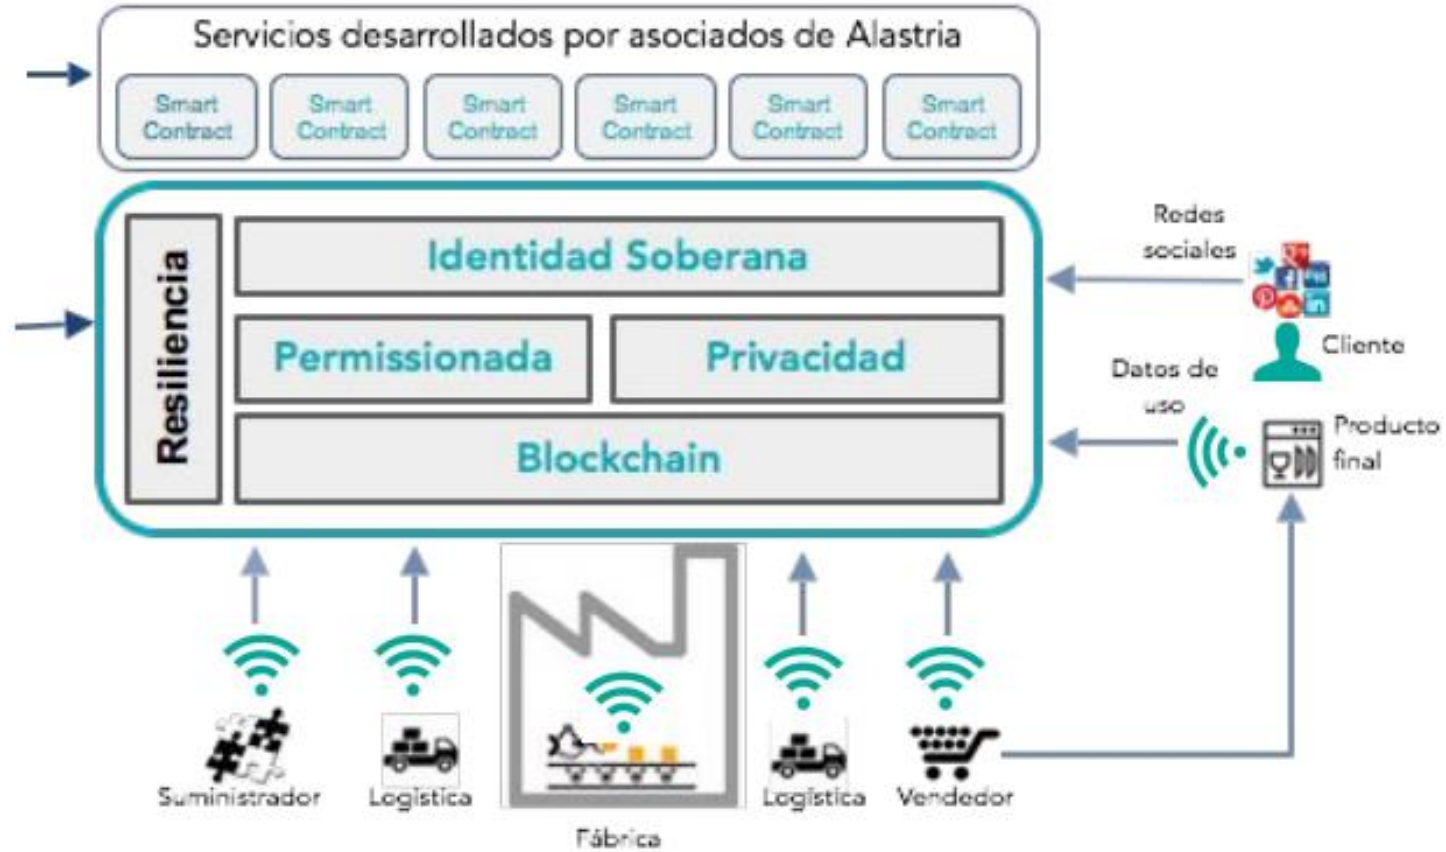 Servicios desarrollados por asociados de Alastria
Smart
Contract
Smart
Contract
Smart
Contract
Smart
Contract
Smart
Contract
Smart
Contract
Resiliencia
Identidad Soberana
Permissionada
Privacidad
Blockchain
Redes
sociales
Cliente
Datos de
uso
Producto
final
Suministrador
Logística
Fábrica
Logística
Vendedor